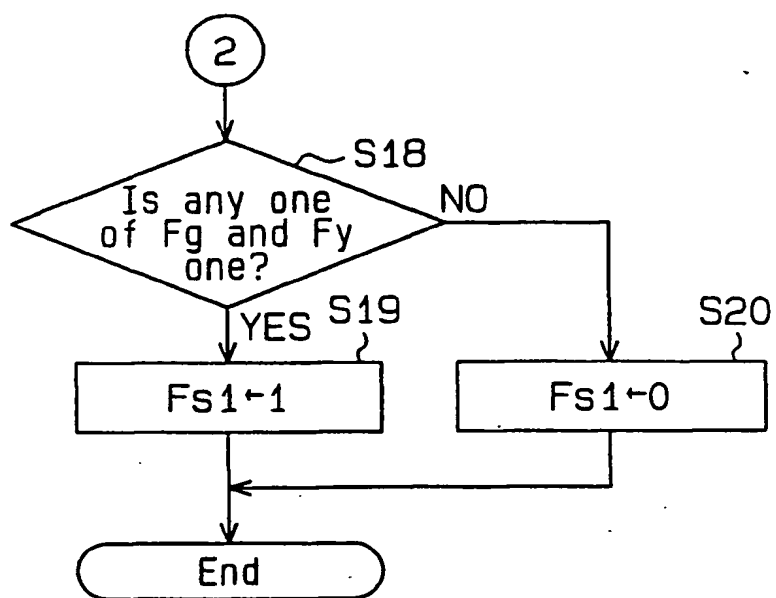 2
S18
Is any one
of Fg and Fy
one?
NO
YES
S19
S20
Fs1←1
Fs1←0
End